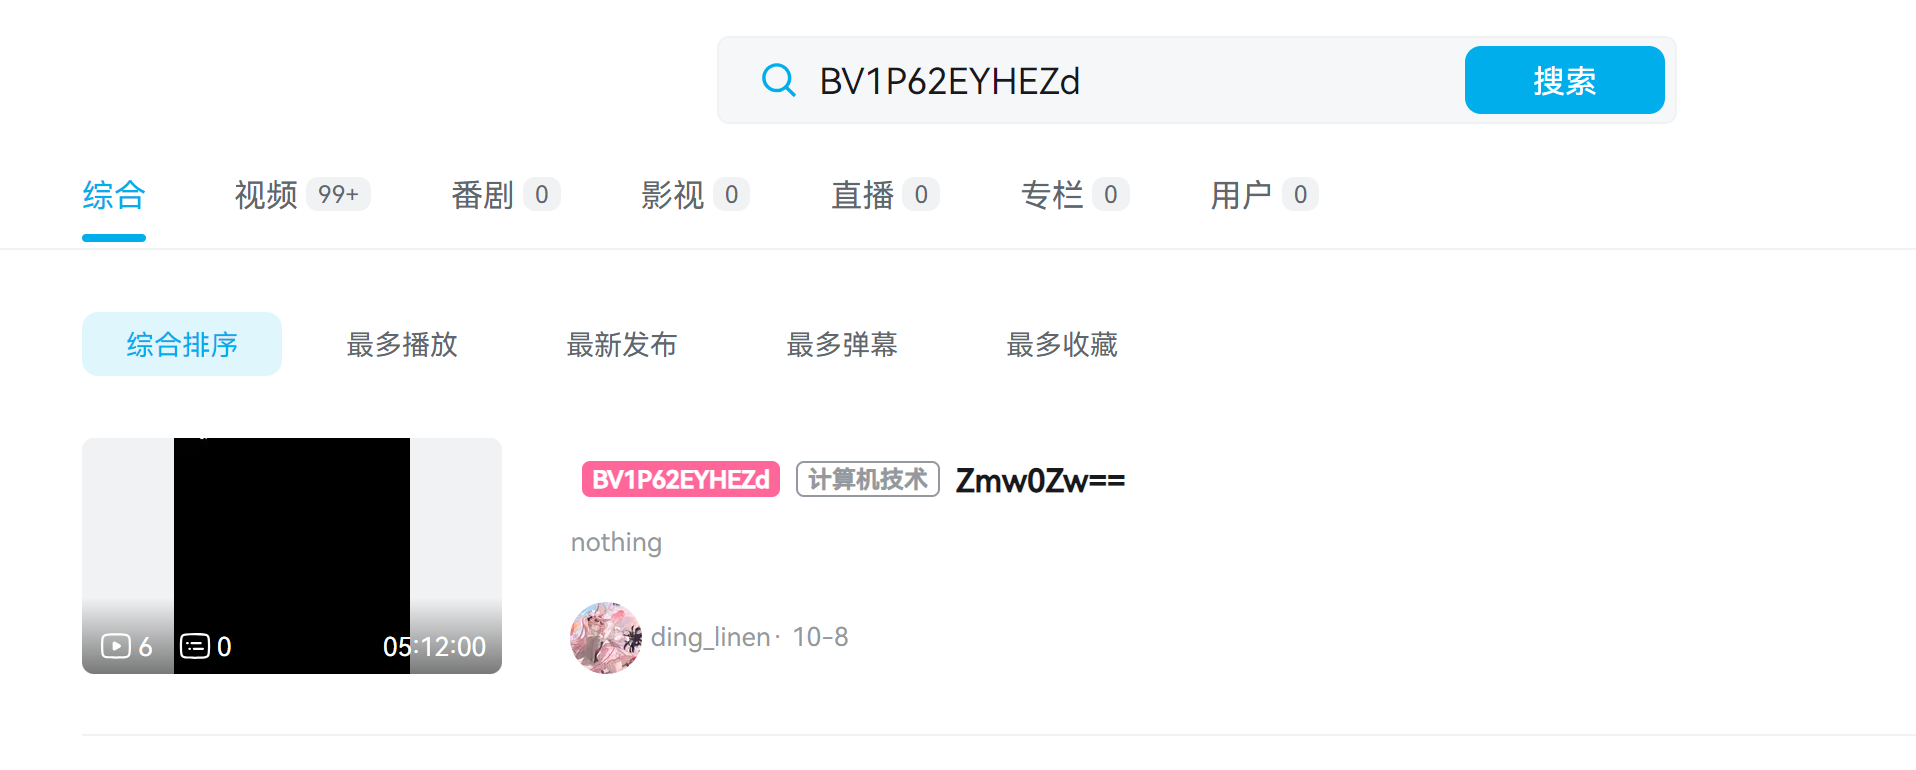 BV1P62EYHEZd 搜索
综合 视频 99+ 番剧 0 影视 0 直播 0 专栏 0 用户 0
综合排序 最多播放 最新发布 最多弹幕 最多收藏
BV1P62EYHEZd 计算机技术 Zmw0Zw==
nothing
6 0 05:12:00
ding_linen · 10-8